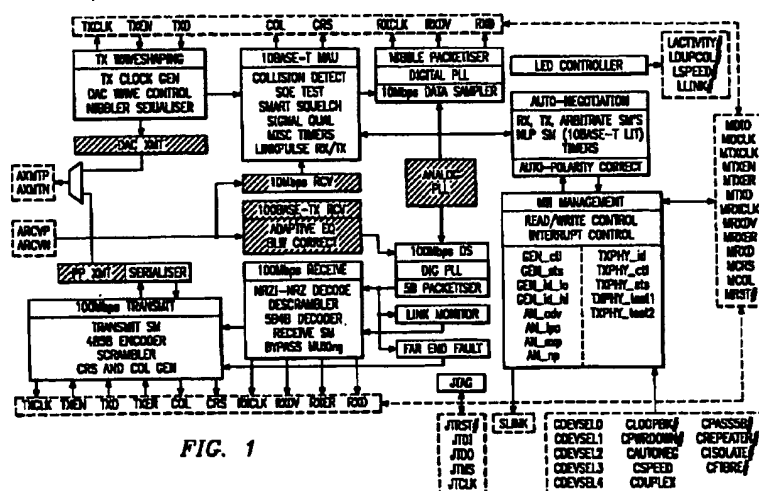 TXCLK TXEN TXD COL CRS RXCLK RXDV RXD
TX WAVESHAPING
TX CLOCK GEN
DAC WAVE CONTROL
NIBBLER SERIALISER
10BASE-T MAU
COLLISION DETECT
SQE TEST
SMART SQUELCH
SIGNAL QUAL
MISC TIMERS
LINKPULSE RX/TX
NIBBLE PACKETISER
DIGITAL PLL
10Mbps DATA SAMPLER
LED CONTROLLER
LACTIVITY
LDUPCOL
LSPEED
LLINK
AUTO-NEGOTIATION
RX, TX, ARBITRATE SM'S
NLP SM (10BASE-T LIT)
TIMERS
AUTO-POLARITY CORRECT
MDIO
MDCLK
MTXCLK
MTXEN
MTXER
MTXD
MRXCLK
MRXDV
MRXER
MRXD
MCRS
MCOL
MRST
DAC XMT
AXMTP
AXMTN
10Mbps RCV
ANALOG
PLL
ARCVP
ARCVN
100BASE-TX RCV
ADAPTIVE EQ
BLW CORRECT
MII MANAGEMENT
READ/WRITE CONTROL
INTERRUPT CONTROL
GEN_ctl TXPHY_id
GEN_sts TXPHY_ctl
GEN_id_lo TXPHY_sts
GEN_id_hi TXPHY_test1
AN_adv TXPHY_test2
AN_lpa
AN_exp
AN_np
100Mbps DS
DIG PLL
5B PACKETISER
PP XMT SERIALISER
100Mbps TRANSMIT
TRANSMIT SM
4B5B ENCODER
SCRAMBLER
CRS AND COL GEN
100Mbps RECEIVE
NRZI-NRZ DECODE
DESCRAMBLER
5B4B DECODER
RECEIVE SM
BYPASS MUXing
LINK MONITOR
FAR END FAULT
TXCLK TXEN TXD TXER COL CRS RXCLK RXDV RXER RXD
JTAG
JTRST
JTDI
JTDO
JTMS
JTCLK
SLINK
CDEVSEL0 CLOOPBK CPASS5B
CDEVSEL1 CPWRDOWN CREPEATER
CDEVSEL2 CAUTONEG CISOLATE
CDEVSEL3 CSPEED CFIBRE
CDEVSEL4 CDUPLEX
FIG. 1